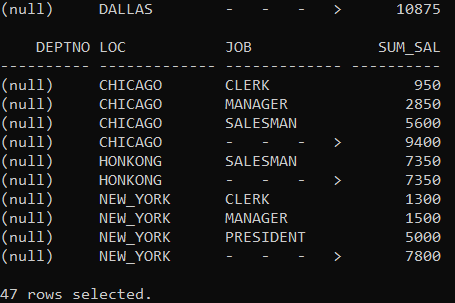 (null)     DALLAS        -   -   -   >      10875
    DEPTNO LOC           JOB              SUM_SAL
---------- ------------- ------------- ----------
(null)     CHICAGO       CLERK                950
(null)     CHICAGO       MANAGER             2850
(null)     CHICAGO       SALESMAN            5600
(null)     CHICAGO       -   -   -   >       9400
(null)     HONKONG       SALESMAN            7350
(null)     HONKONG       -   -   -   >       7350
(null)     NEW_YORK      CLERK               1300
(null)     NEW_YORK      MANAGER             1500
(null)     NEW_YORK      PRESIDENT           5000
(null)     NEW_YORK      -   -   -   >       7800
47 rows selected.